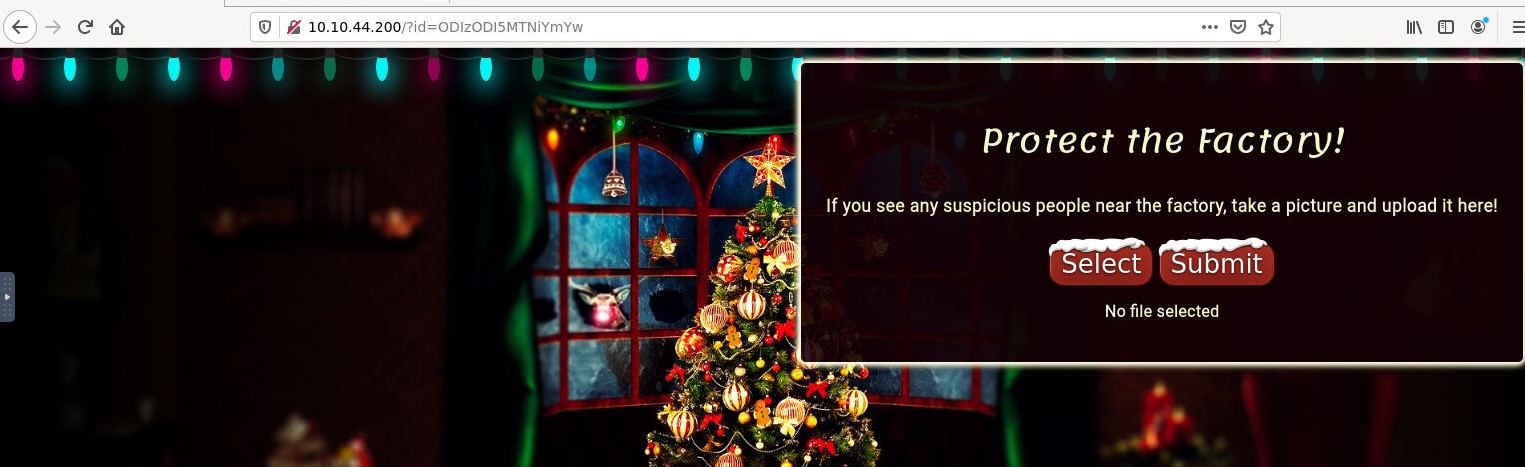 10.10.44.200/?id=ODIzODI5MTNiYmYw
Protect the Factory!
If you see any suspicious people near the factory, take a picture and upload it here!
Select Submit
No file selected